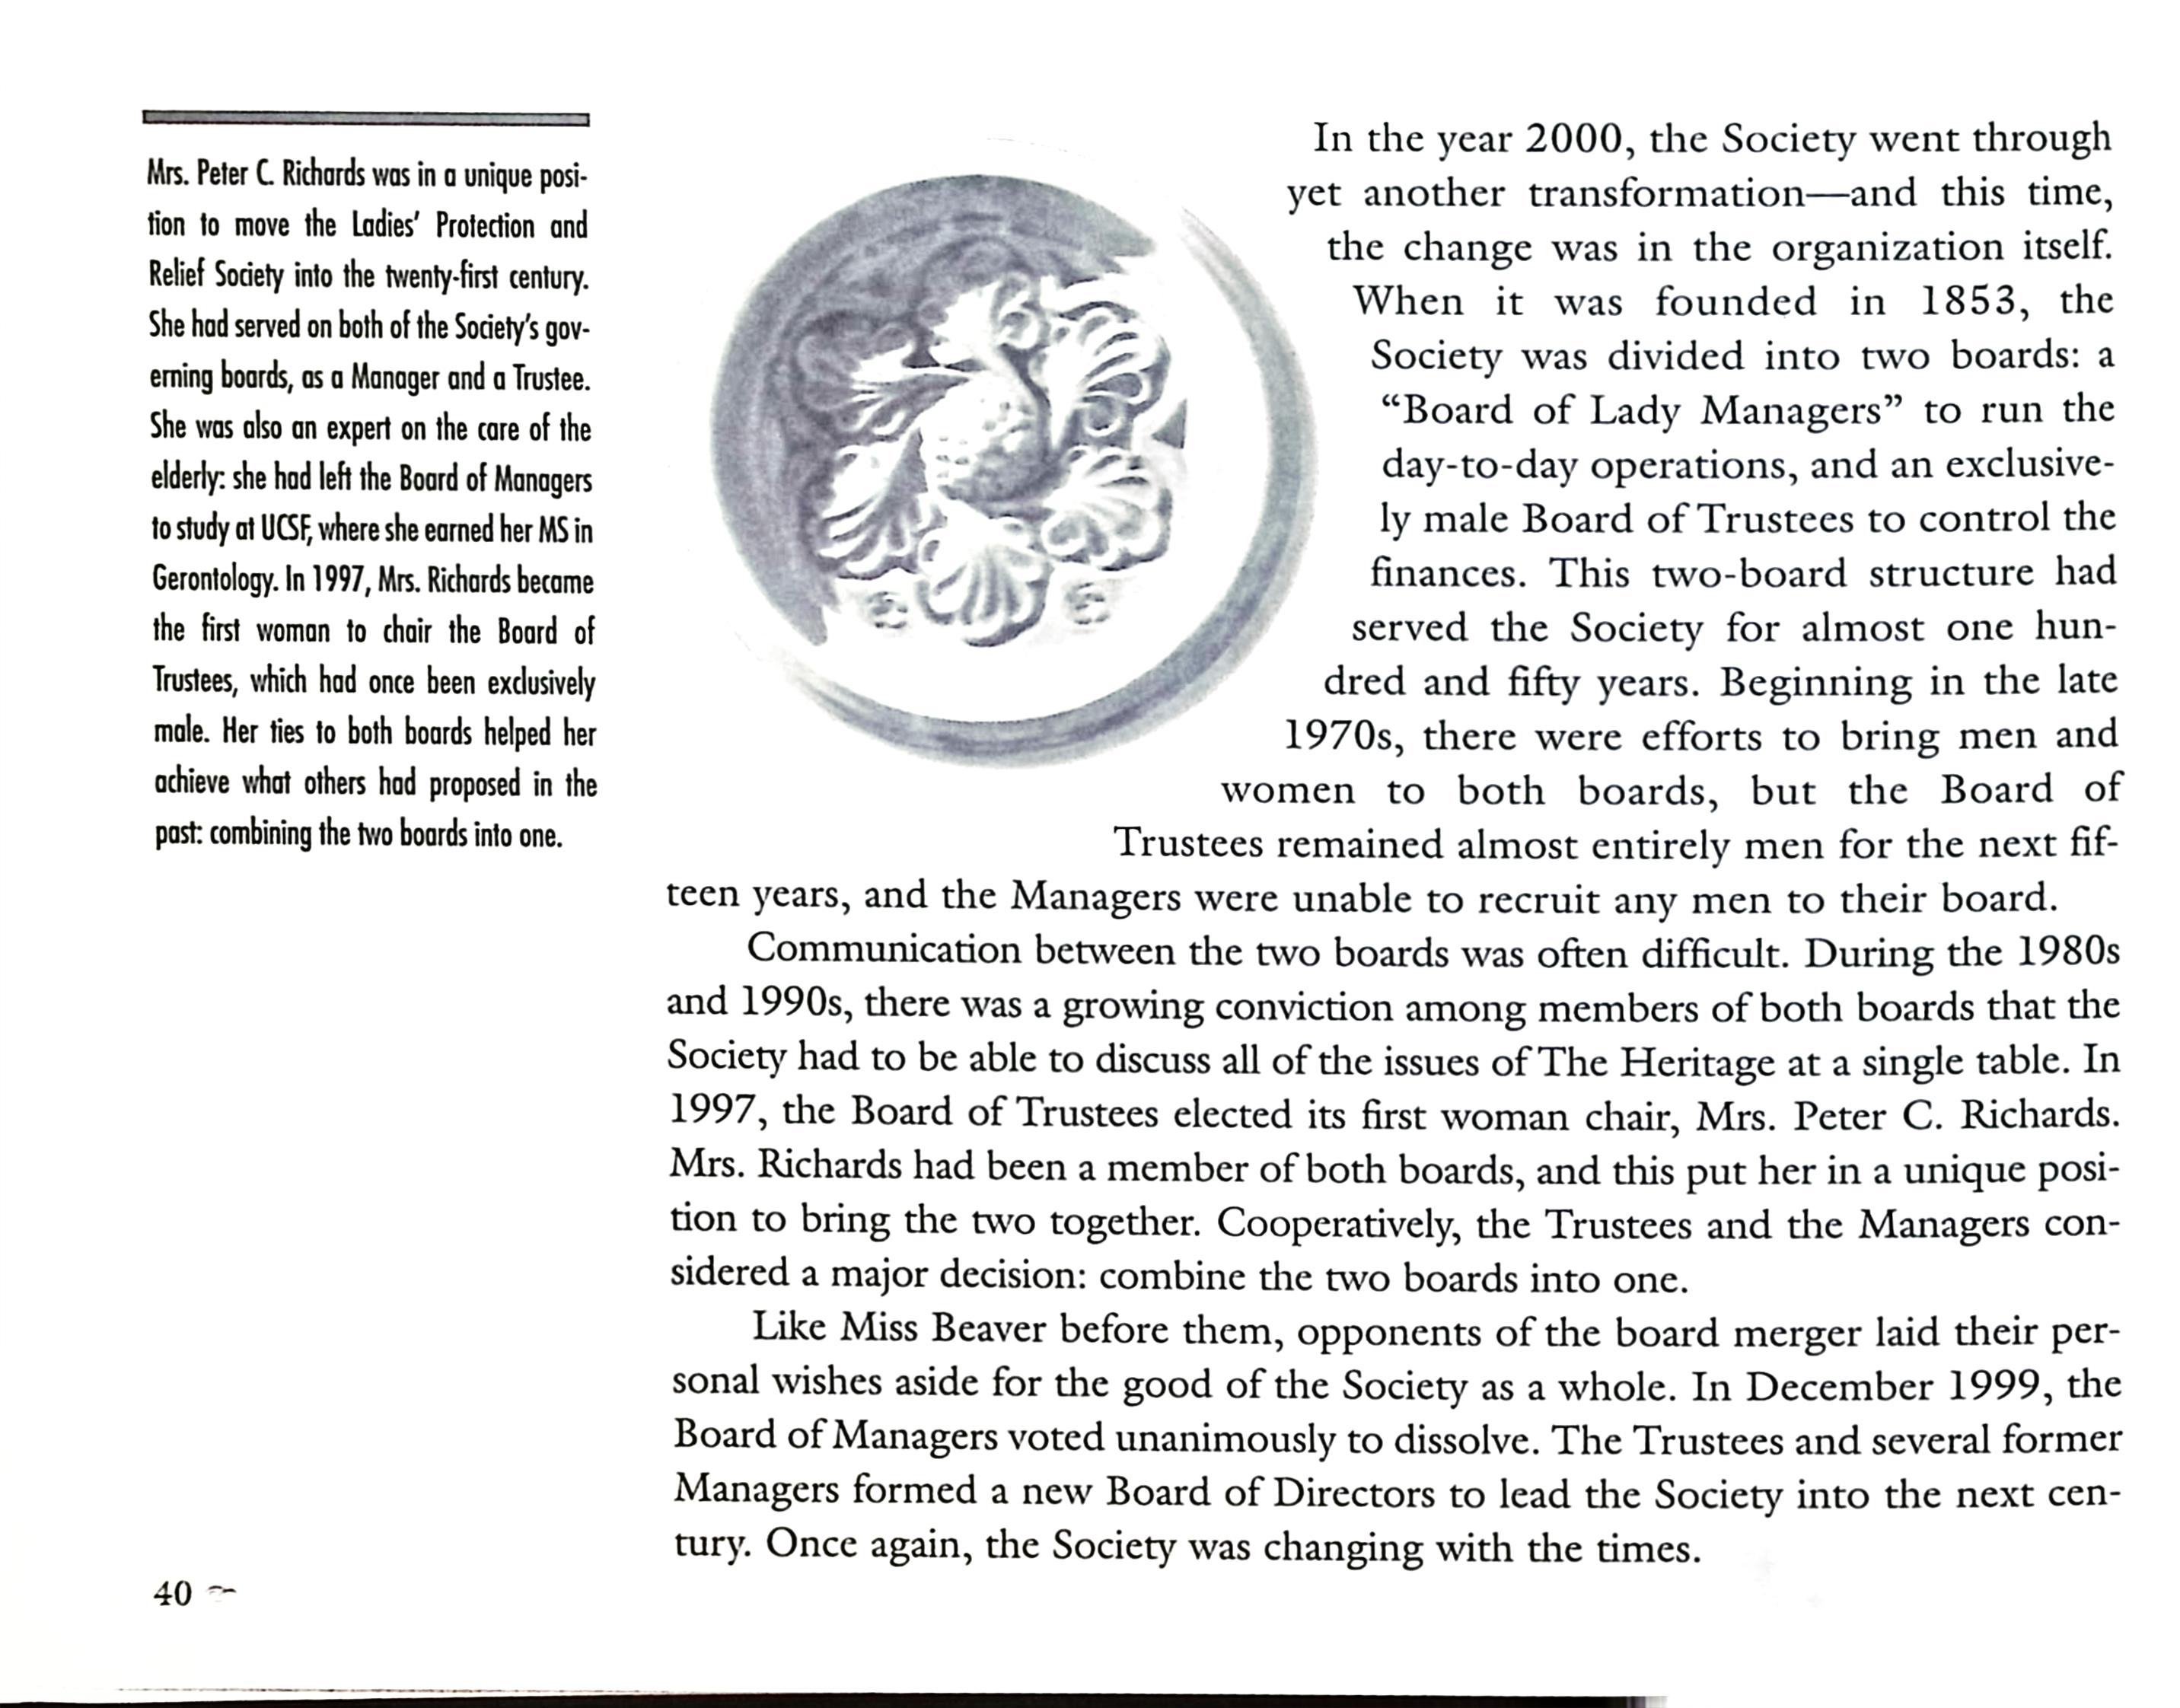 Mrs. Peter C. Richards was in a unique posi-
tion to move the Ladies’ Protection and
Relief Society into the twenty-first century.
She had served on both of the Society’s gov-
erning boards, as a Manager and a Trustee.
She was also an expert on the care of the
elderly: she had left the Board of Managers
to study at UCSF, where she earned her MS in
Gerontology. In 1997, Mrs. Richards became
the first woman to chair the Board of
Trustees, which had once been exclusively
male. Her ties to both boards helped her
achieve what others had proposed in the
past: combining the two boards into one.
In the year 2000, the Society went through
yet another transformation—and this time,
the change was in the organization itself.
When it was founded in 1853, the
Society was divided into two boards: a
“Board of Lady Managers” to run the
day-to-day operations, and an exclusive-
ly male Board of Trustees to control the
finances. This two-board structure had
served the Society for almost one hun-
dred and fifty years. Beginning in the late
1970s, there were efforts to bring men and
women to both boards, but the Board of
Trustees remained almost entirely men for the next fif-
teen years, and the Managers were unable to recruit any men to their board.
Communication between the two boards was often difficult. During the 1980s
and 1990s, there was a growing conviction among members of both boards that the
Society had to be able to discuss all of the issues of The Heritage at a single table. In
1997, the Board of Trustees elected its first woman chair, Mrs. Peter C. Richards.
Mrs. Richards had been a member of both boards, and this put her in a unique posi-
tion to bring the two together. Cooperatively, the Trustees and the Managers con-
sidered a major decision: combine the two boards into one.
Like Miss Beaver before them, opponents of the board merger laid their per-
sonal wishes aside for the good of the Society as a whole. In December 1999, the
Board of Managers voted unanimously to dissolve. The Trustees and several former
Managers formed a new Board of Directors to lead the Society into the next cen-
tury. Once again, the Society was changing with the times.
40